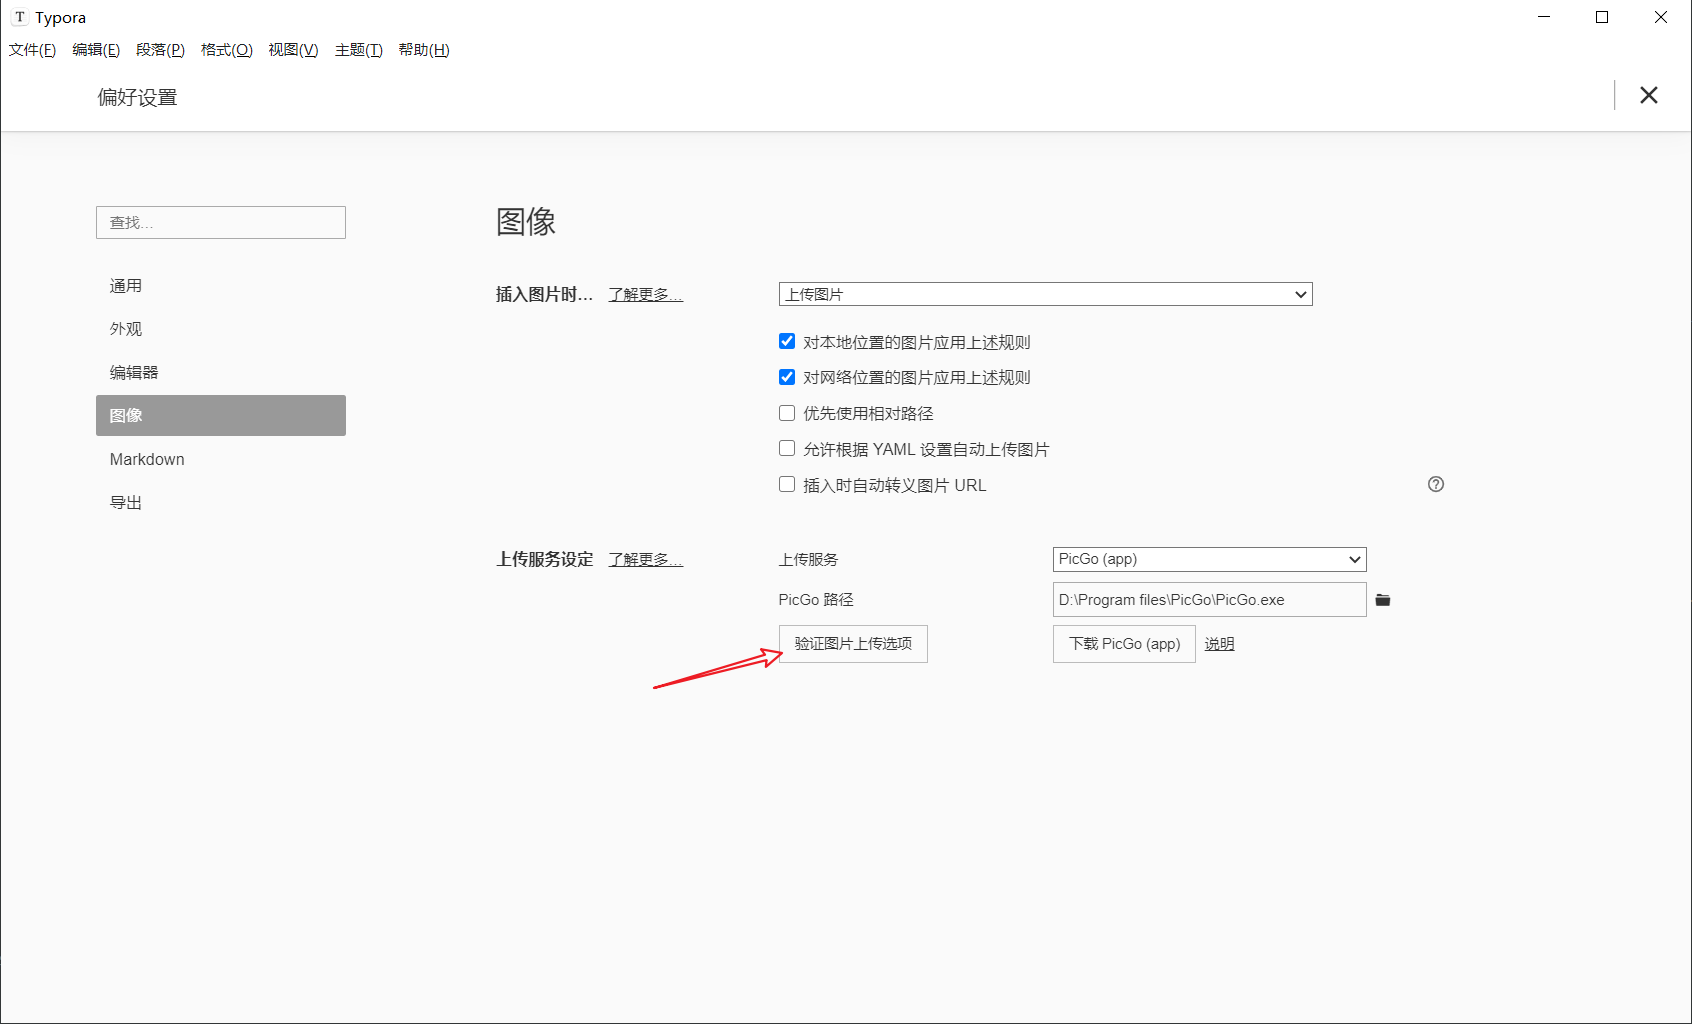 Typora
文件(F) 编辑(E) 段落(P) 格式(O) 视图(V) 主题(T) 帮助(H)
偏好设置
查找...
通用
外观
编辑器
图像
Markdown
导出
图像
插入图片时... 了解更多... 上传图片
对本地位置的图片应用上述规则
对网络位置的图片应用上述规则
优先使用相对路径
允许根据 YAML 设置自动上传图片
插入时自动转义图片 URL
上传服务设定 了解更多... 上传服务 PicGo (app)
PicGo 路径 D:\Program files\PicGo\PicGo.exe
验证图片上传选项 下载 PicGo (app) 说明